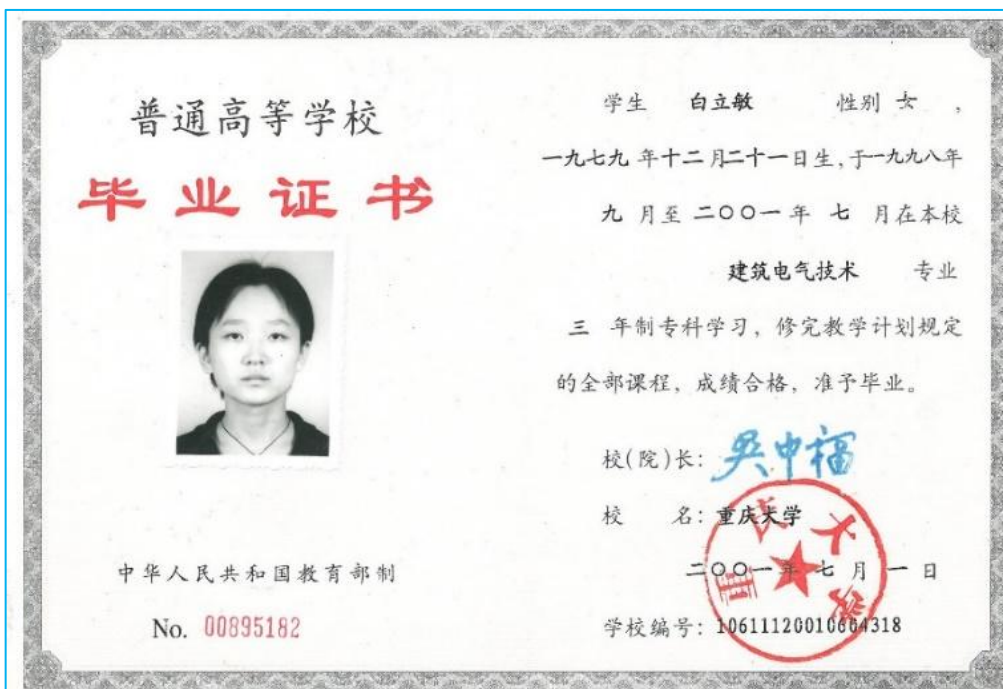 普通高等学校
毕业证书
中华人民共和国教育部制
No. 00895182
学生 白立敏 性别 女，
一九七九年十二月二十一日生，于一九九八年
九月至二〇〇一年七月在本校
建筑电气技术 专业
三年制专科学习，修完教学计划规定
的全部课程，成绩合格，准予毕业。
校(院)长：吴中福
校 名：重庆大学
二〇〇一年七月一日
学校编号：10611120010604318
重庆大学